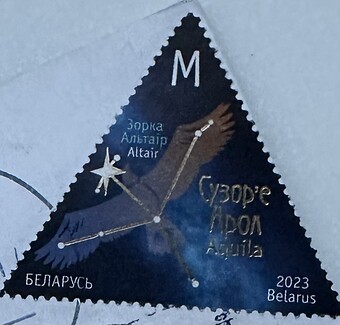 M
Зорка
Альтаір
Altair
Сузор'е
Арол
Aquila
БЕЛАРУСЬ
2023
Belarus